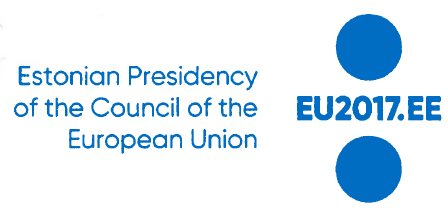 Estonian Presidency
of the Council of the
European Union
EU2017.EE